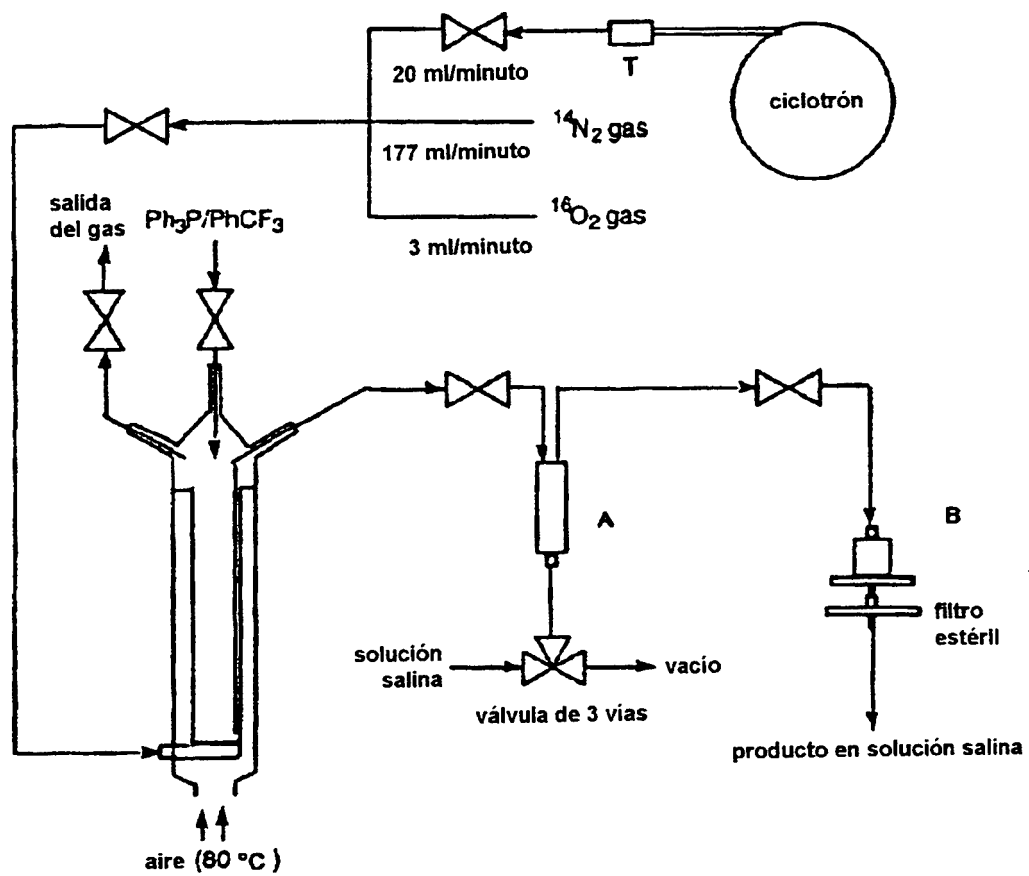 20 ml/minuto
T
ciclotrón
¹⁴N₂ gas
177 ml/minuto
salida
del gas
Ph₃P/PhCF₃
¹⁶O₂ gas
3 ml/minuto
A
B
filtro
estéril
solución
salina
vacío
válvula de 3 vías
producto en solución salina
aire (80 °C )